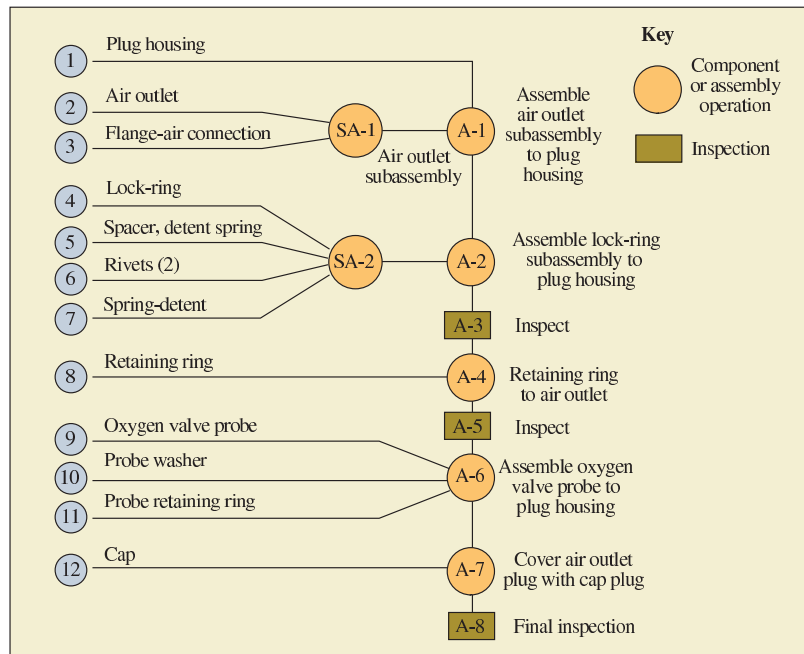 Plug housing
1
Key
Air outlet
2
SA-1
A-1
Assemble
air outlet
subassembly
to plug
housing
Component
or assembly
operation
Flange-air connection
3
Air outlet
subassembly
Inspection
Lock-ring
4
Spacer, detent spring
5
SA-2
A-2
Assemble lock-ring
subassembly to
plug housing
Rivets (2)
6
Spring-detent
7
A-3
Inspect
Retaining ring
8
A-4
Retaining ring
to air outlet
A-5
Inspect
Oxygen valve probe
9
Probe washer
10
A-6
Assemble oxygen
valve probe to
plug housing
Probe retaining ring
11
Cap
12
A-7
Cover air outlet
plug with cap plug
A-8
Final inspection